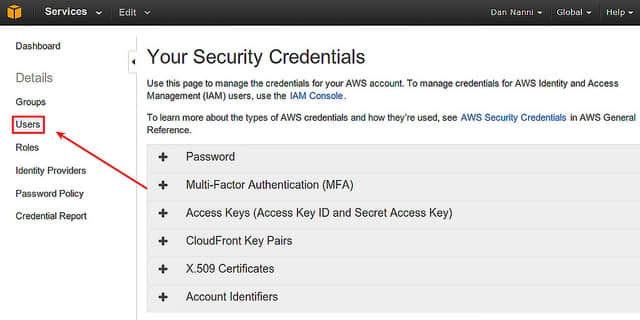 Services Edit Dan Nanni Global Help
Dashboard
Details
Groups
Users
Roles
Identity Providers
Password Policy
Credential Report
Your Security Credentials
Use this page to manage the credentials for your AWS account. To manage credentials for AWS Identity and Access
Management (IAM) users, use the IAM Console.
To learn more about the types of AWS credentials and how they're used, see AWS Security Credentials in AWS General
Reference.
Password
Multi-Factor Authentication (MFA)
Access Keys (Access Key ID and Secret Access Key)
CloudFront Key Pairs
X.509 Certificates
Account Identifiers